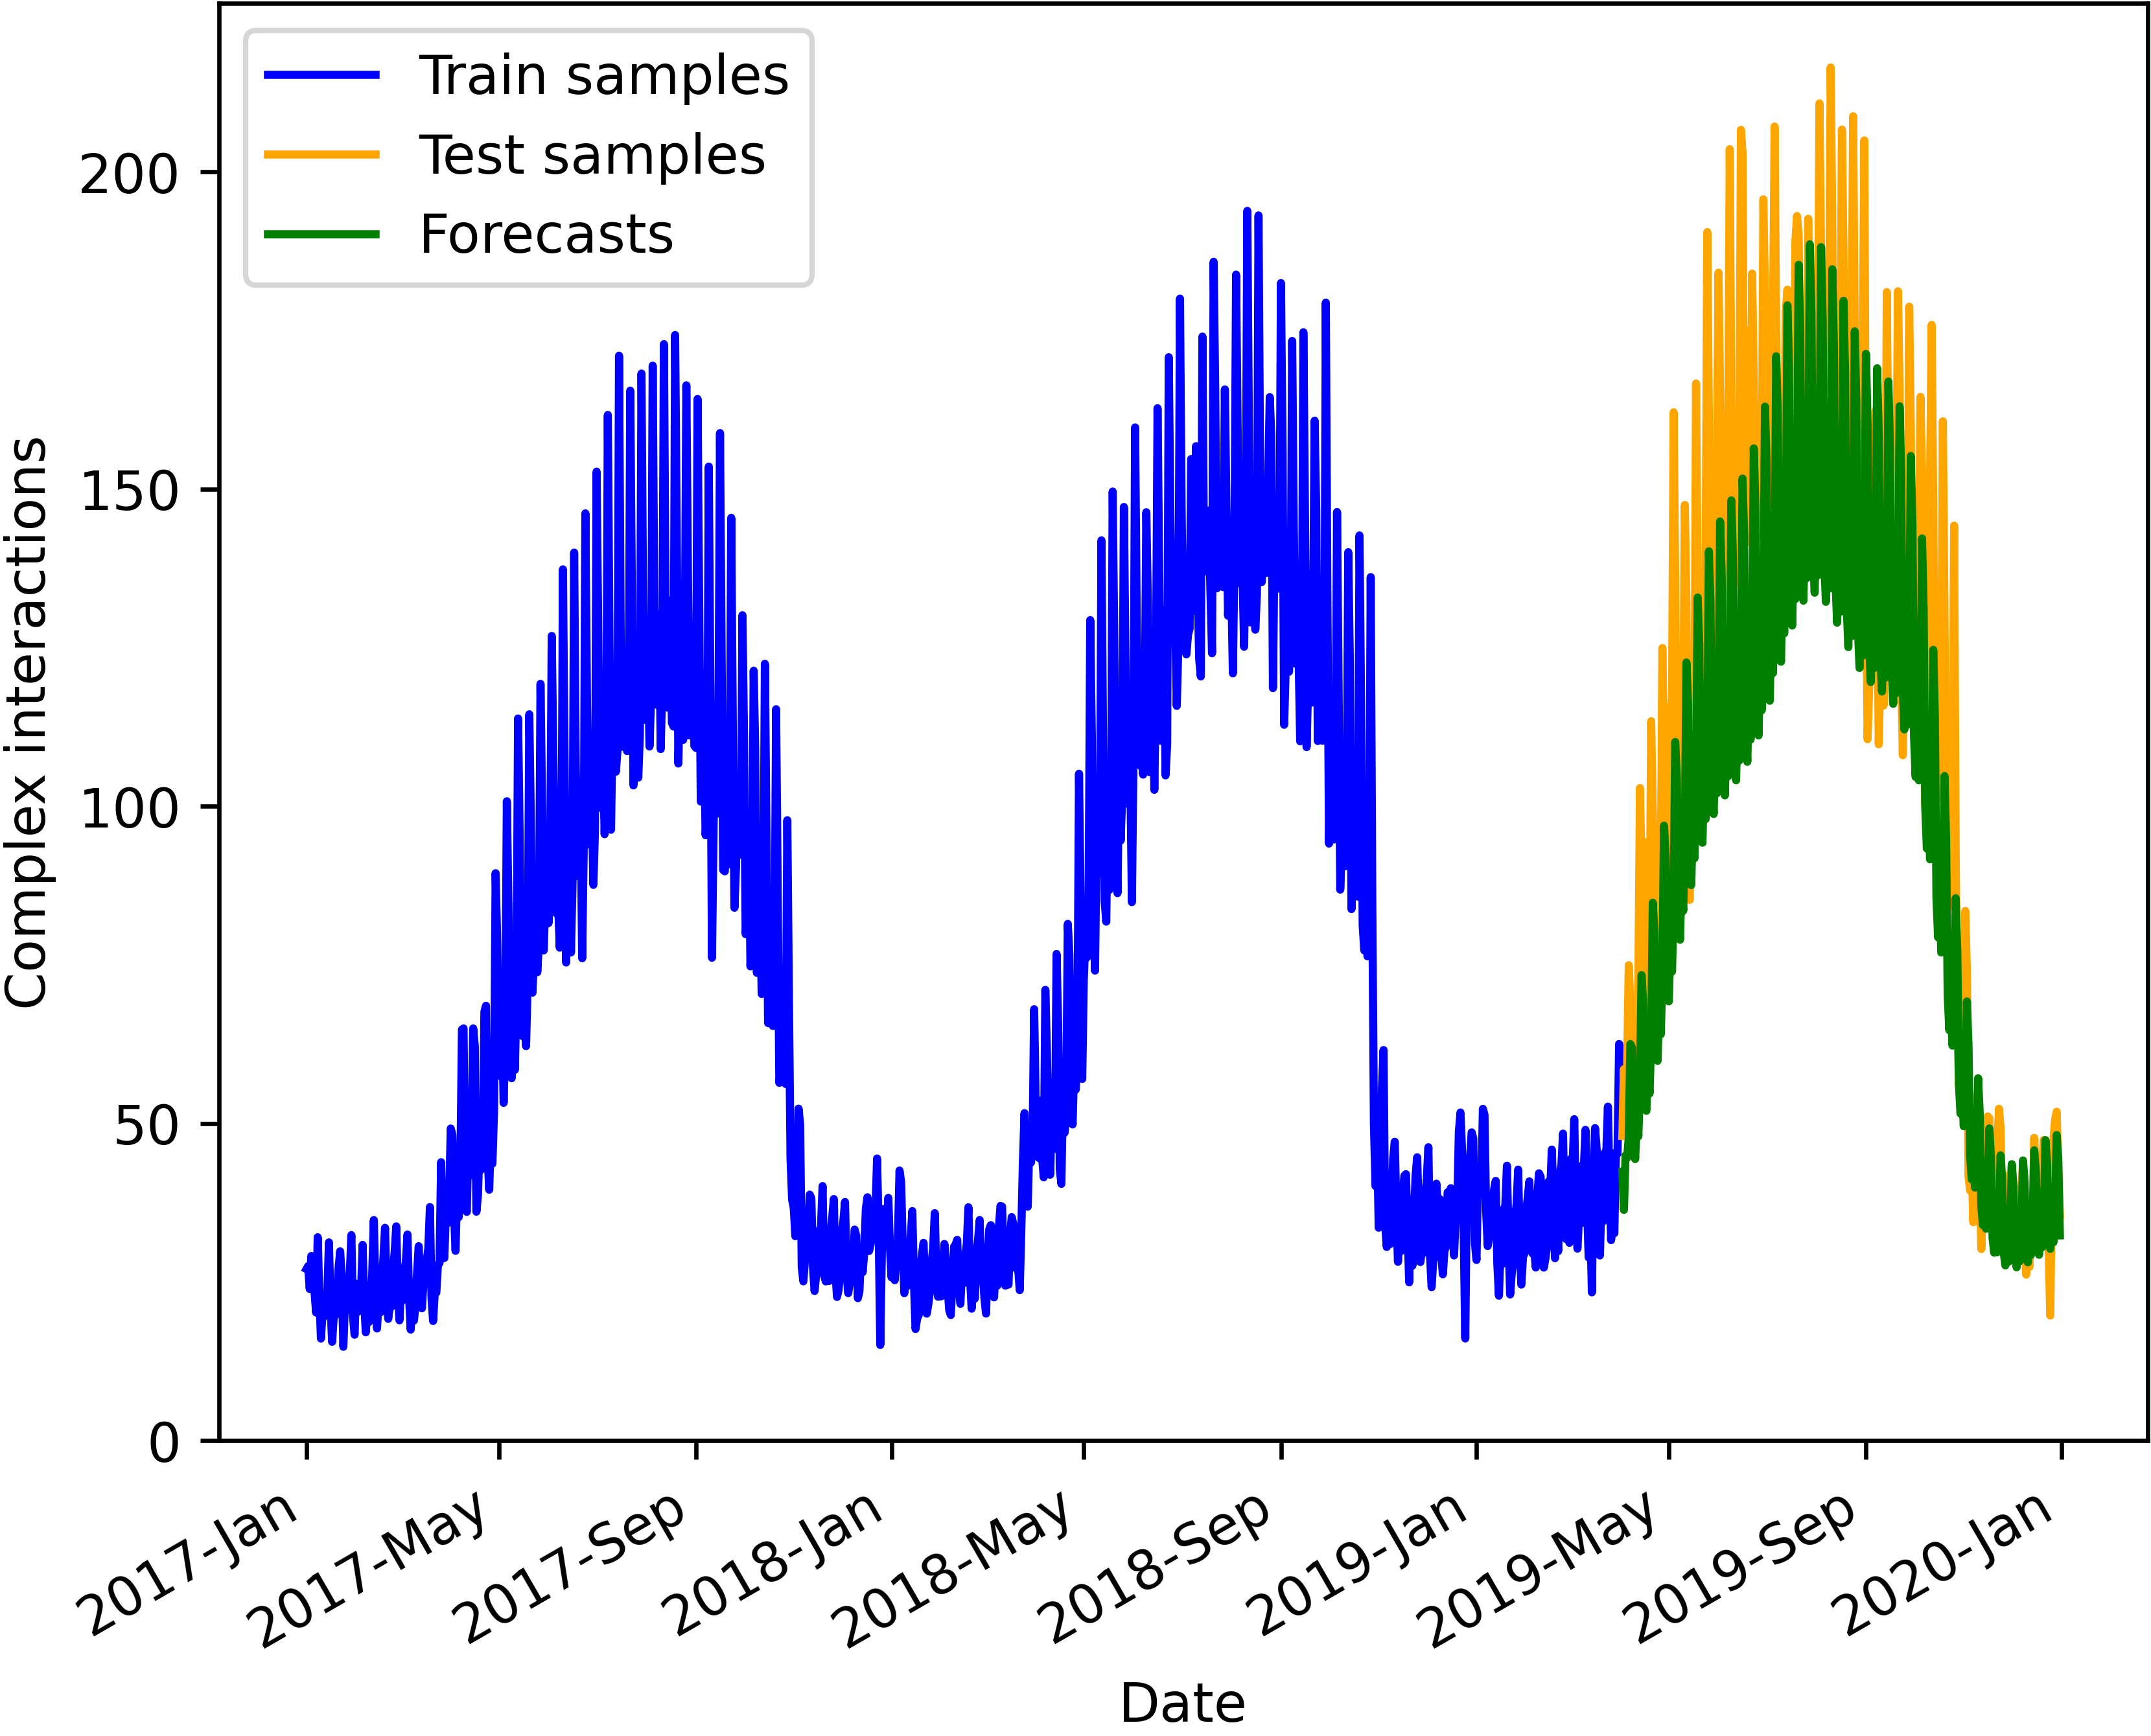 Train samples
Test samples
Forecasts
Complex interactions
200
150
100
50
0
2017-Jan
2017-May
2017-Sep
2018-Jan
2018-May
2018-Sep
2019-Jan
2019-May
2019-Sep
2020-Jan
Date